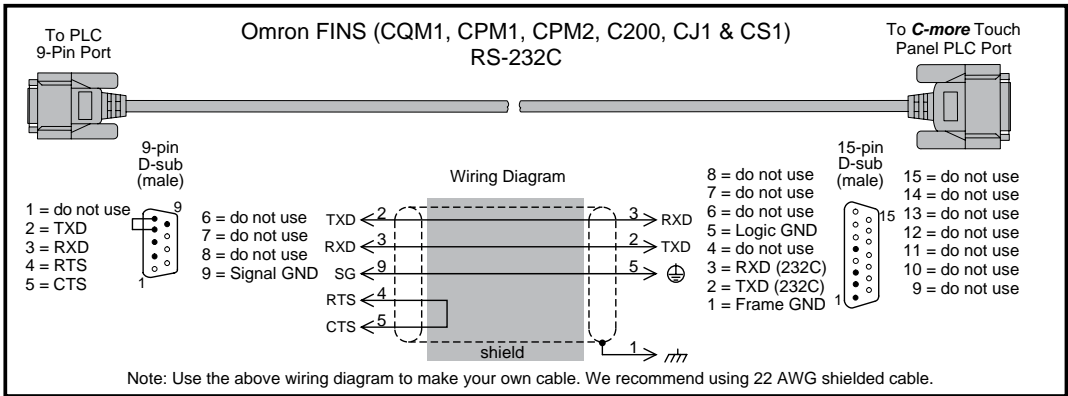 Omron FINS (CQM1, CPM1, CPM2, C200, CJ1 & CS1)
RS-232C
To PLC
9-Pin Port
To C-more Touch
Panel PLC Port
9-pin
D-sub
(male)
1 = do not use
2 = TXD
3 = RXD
4 = RTS
5 = CTS
9
1
6 = do not use
7 = do not use
8 = do not use
9 = Signal GND
Wiring Diagram
TXD 2 3 RXD
RXD 3 2 TXD
SG 9 5
RTS 4
CTS 5
shield
1
8 = do not use
7 = do not use
6 = do not use
5 = Logic GND
4 = do not use
3 = RXD (232C)
2 = TXD (232C)
1 = Frame GND
15-pin
D-sub
(male)
15
1
15 = do not use
14 = do not use
13 = do not use
12 = do not use
11 = do not use
10 = do not use
9 = do not use
Note: Use the above wiring diagram to make your own cable. We recommend using 22 AWG shielded cable.